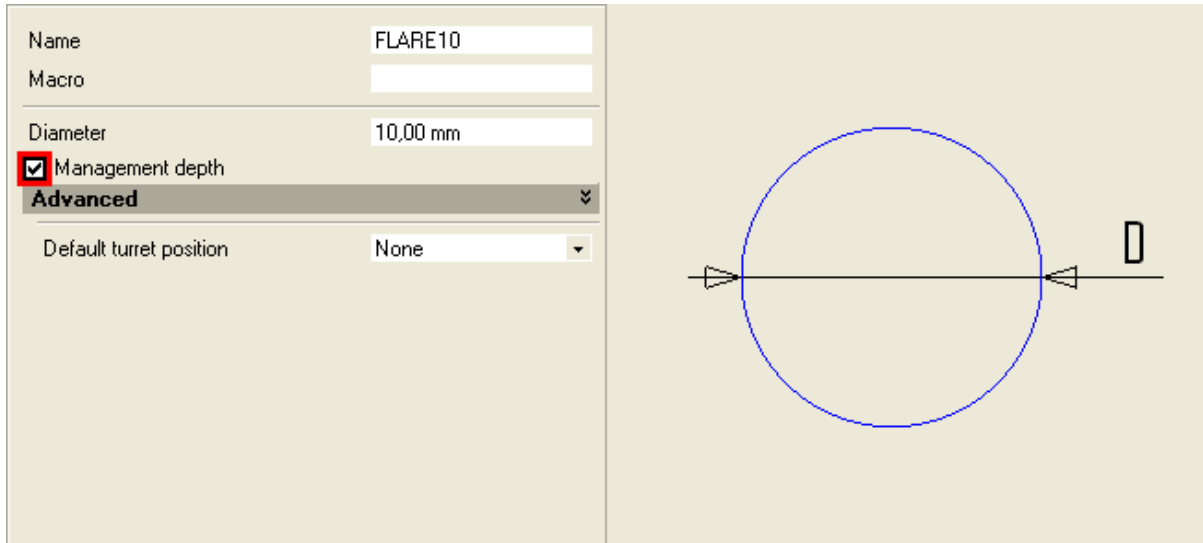 Name FLARE10
Macro
Diameter 10,00 mm
Management depth
Advanced
Default turret position None
D